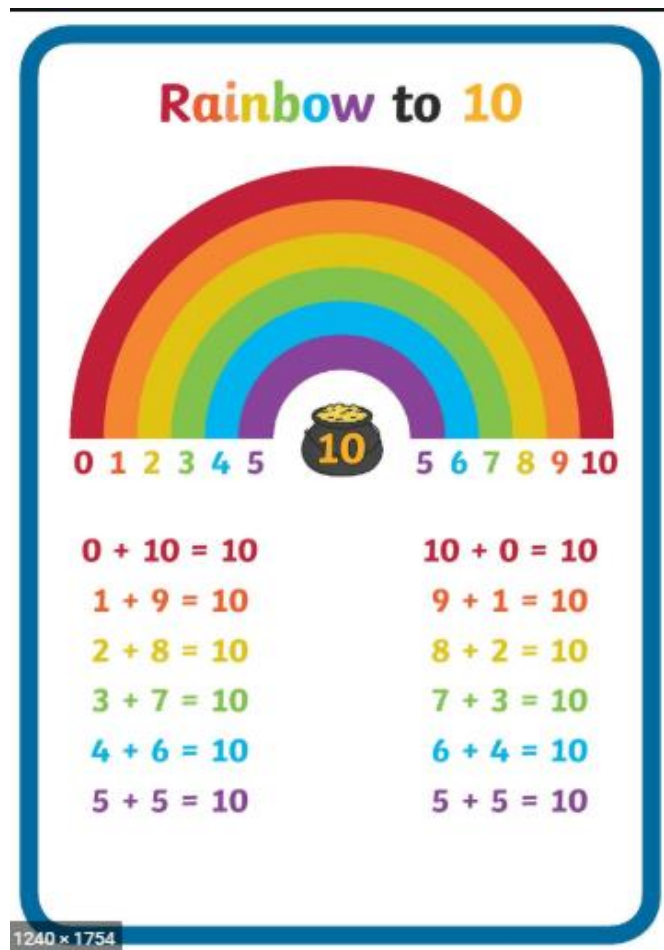 Rainbow to 10
10
0 1 2 3 4 5 5 6 7 8 9 10
0 + 10 = 10 10 + 0 = 10
1 + 9 = 10 9 + 1 = 10
2 + 8 = 10 8 + 2 = 10
3 + 7 = 10 7 + 3 = 10
4 + 6 = 10 6 + 4 = 10
5 + 5 = 10 5 + 5 = 10
1240 × 1754